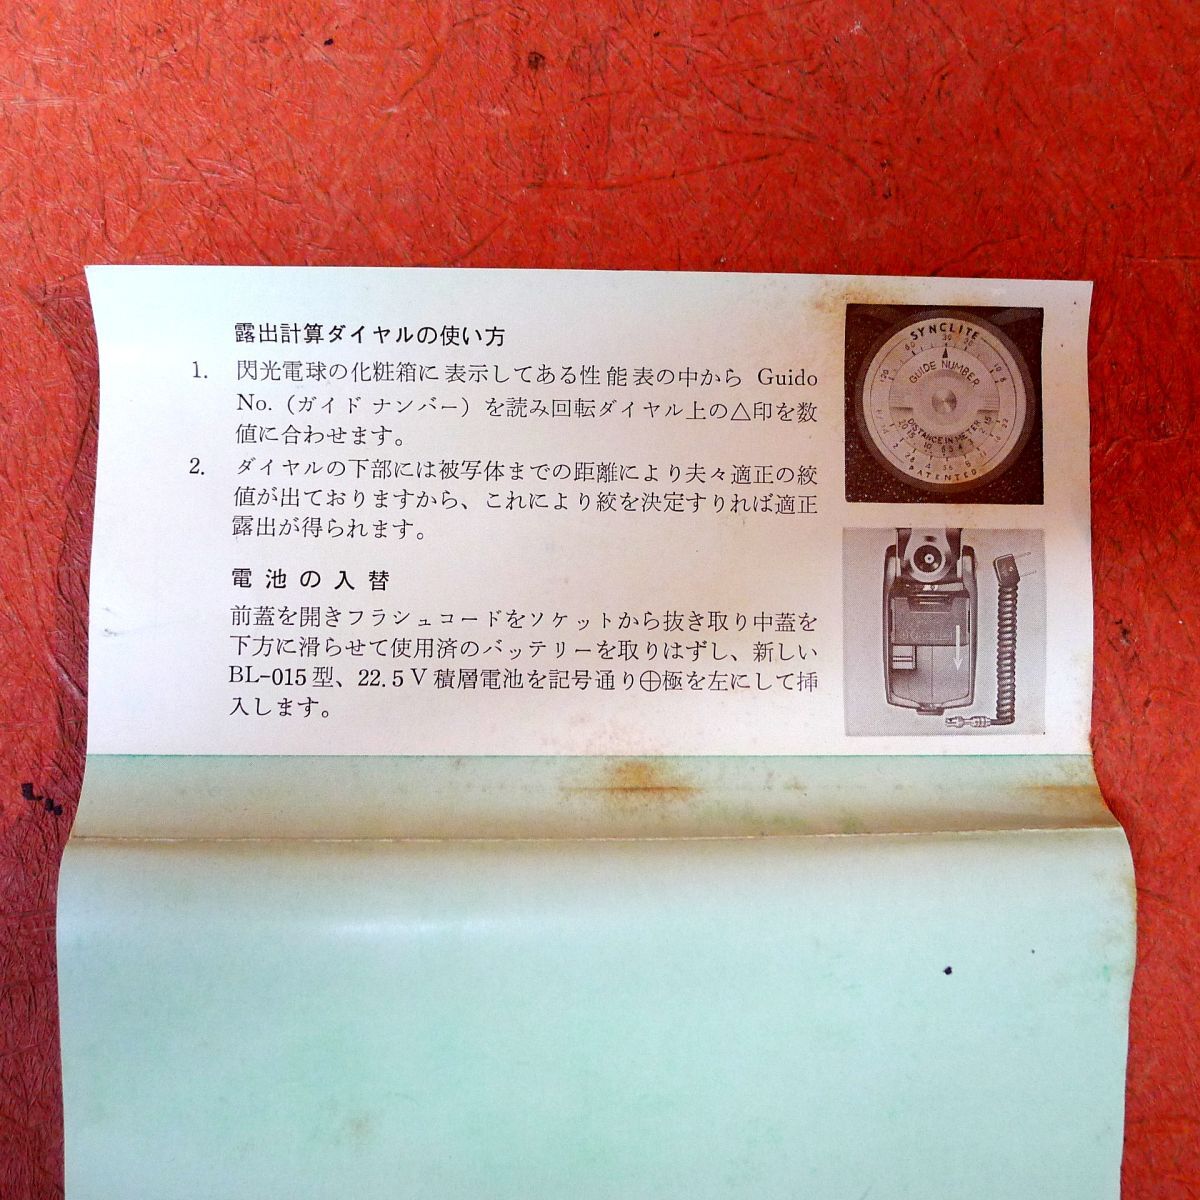 露出計算ダイヤルの使い方
1. 閃光電球の化粧箱に表示してある性能表の中から Guido
No. (ガイドナンバー) を読み回転ダイヤル上の△印を数
値に合わせます。
2. ダイヤルの下部には被写体までの距離により夫々適正の絞
値が出ておりますから、これにより絞を決定すりれば適正
露出が得られます。
電池の入替
前蓋を開きフラシュコードをソケットから抜き取り中蓋を
下方に滑らせて使用済のバッテリーを取りはずし、新しい
BL-015型、22.5V積層電池を記号通り⊕極を左にして挿
入します。
SYNCLITE
GUIDE NUMBER
DISTANCE IN METER
PATENTED